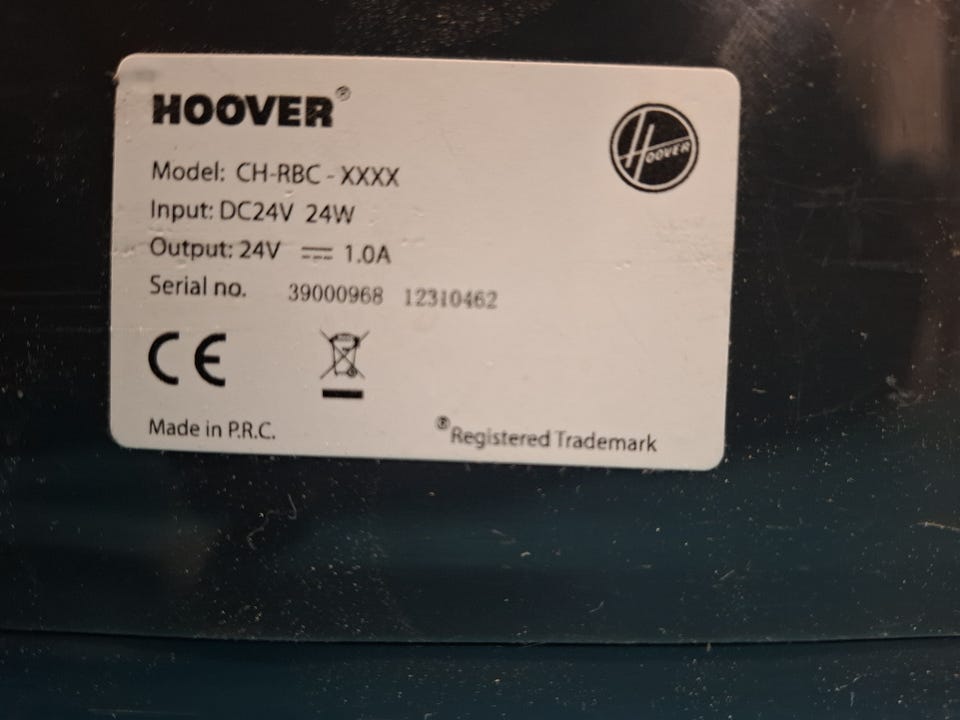 HOOVER®
HOOVER
Model: CH-RBC - XXXX
Input: DC24V 24W
Output: 24V ⎓ 1.0A
Serial no. 39000968 12310462
CE
Made in P.R.C.
®Registered Trademark